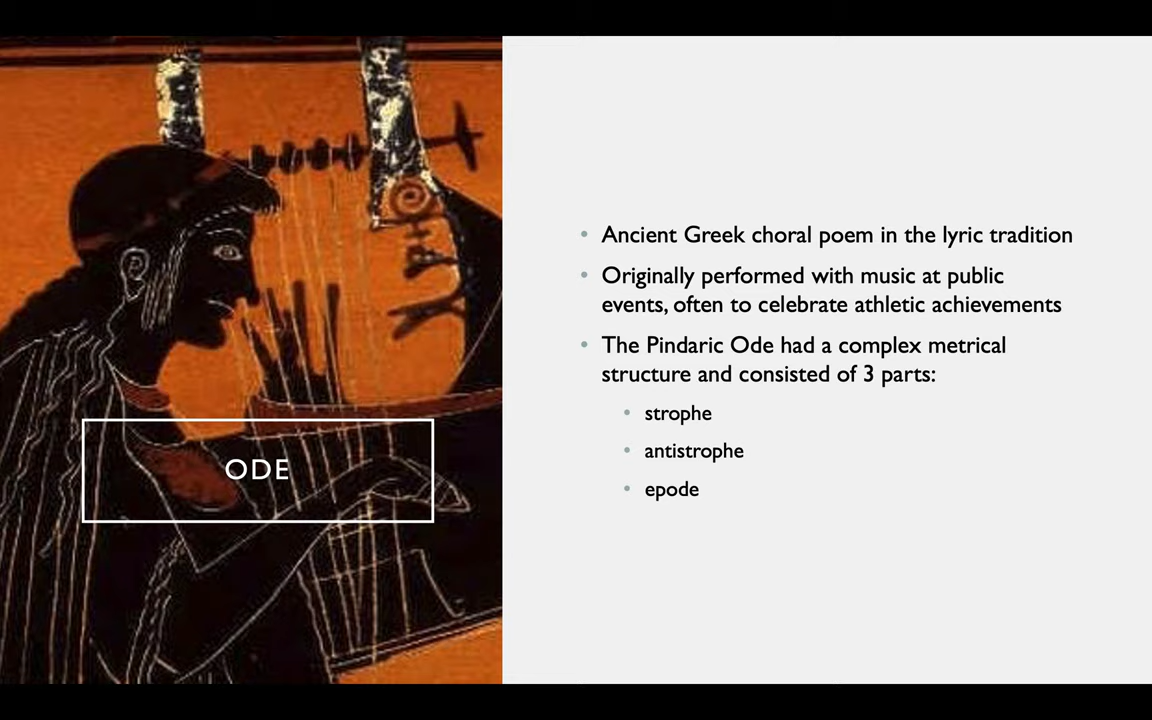 ODE
• Ancient Greek choral poem in the lyric tradition
• Originally performed with music at public
events, often to celebrate athletic achievements
• The Pindaric Ode had a complex metrical
structure and consisted of 3 parts:
• strophe
• antistrophe
• epode